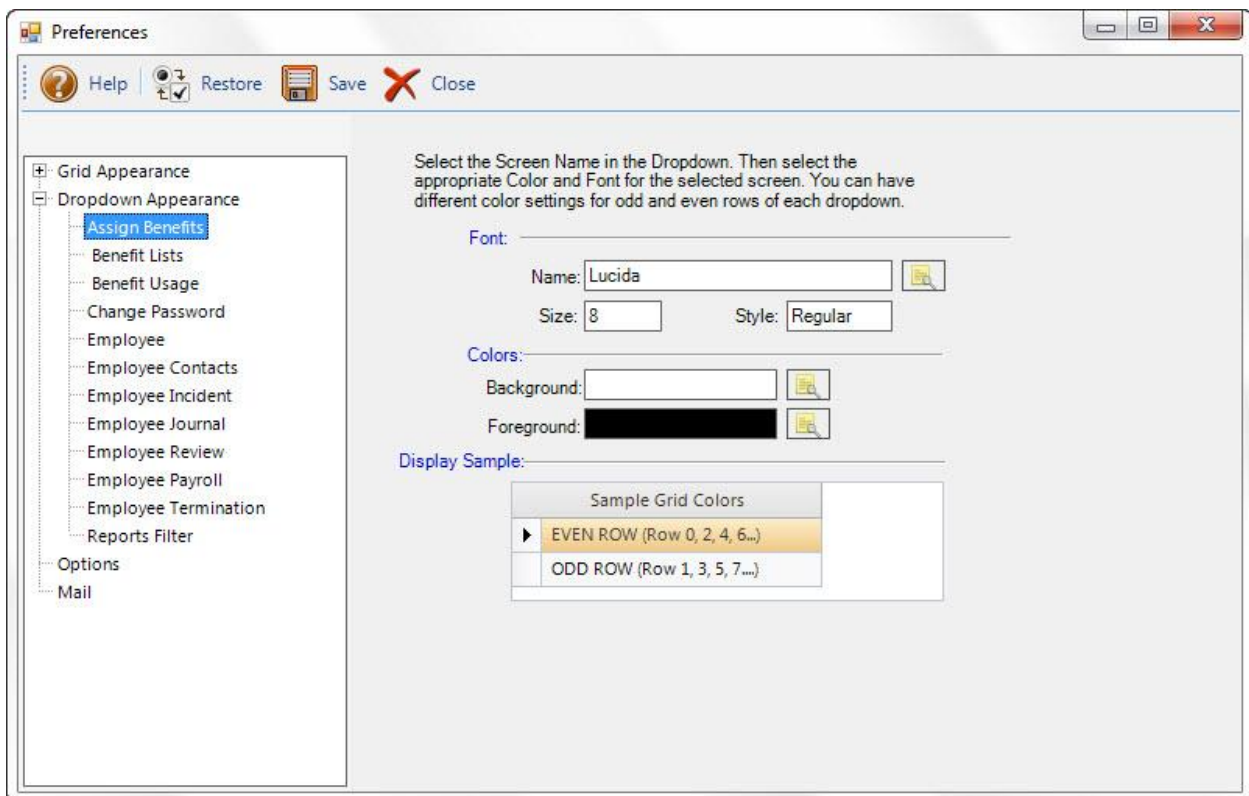 Preferences
Help Restore Save Close
Grid Appearance
Dropdown Appearance
Assign Benefits
Benefit Lists
Benefit Usage
Change Password
Employee
Employee Contacts
Employee Incident
Employee Journal
Employee Review
Employee Payroll
Employee Termination
Reports Filter
Options
Mail
Select the Screen Name in the Dropdown. Then select the
appropriate Color and Font for the selected screen. You can have
different color settings for odd and even rows of each dropdown.
Font:
Name: Lucida
Size: 8 Style: Regular
Colors:
Background:
Foreground:
Display Sample:
Sample Grid Colors
EVEN ROW (Row 0, 2, 4, 6...)
ODD ROW (Row 1, 3, 5, 7....)